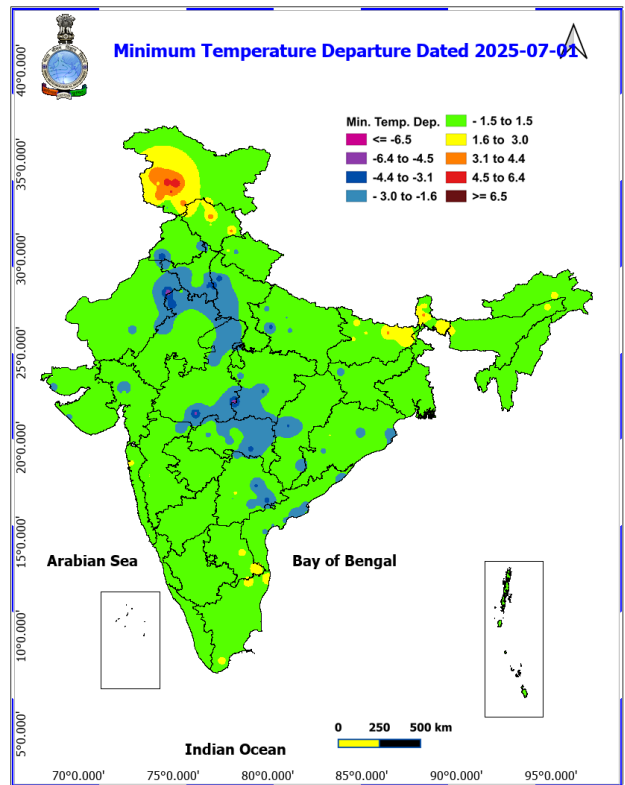 Minimum Temperature Departure Dated 2025-07-01
Min. Temp. Dep.
<= -6.5
-6.4 to -4.5
-4.4 to -3.1
- 3.0 to -1.6
- 1.5 to 1.5
1.6 to 3.0
3.1 to 4.4
4.5 to 6.4
>= 6.5
40°0.000'
35°0.000'
30°0.000'
25°0.000'
20°0.000'
15°0.000'
10°0.000'
5°0.000'
Arabian Sea
Bay of Bengal
Indian Ocean
0 250 500 km
70°0.000' 75°0.000' 80°0.000' 85°0.000' 90°0.000' 95°0.000'